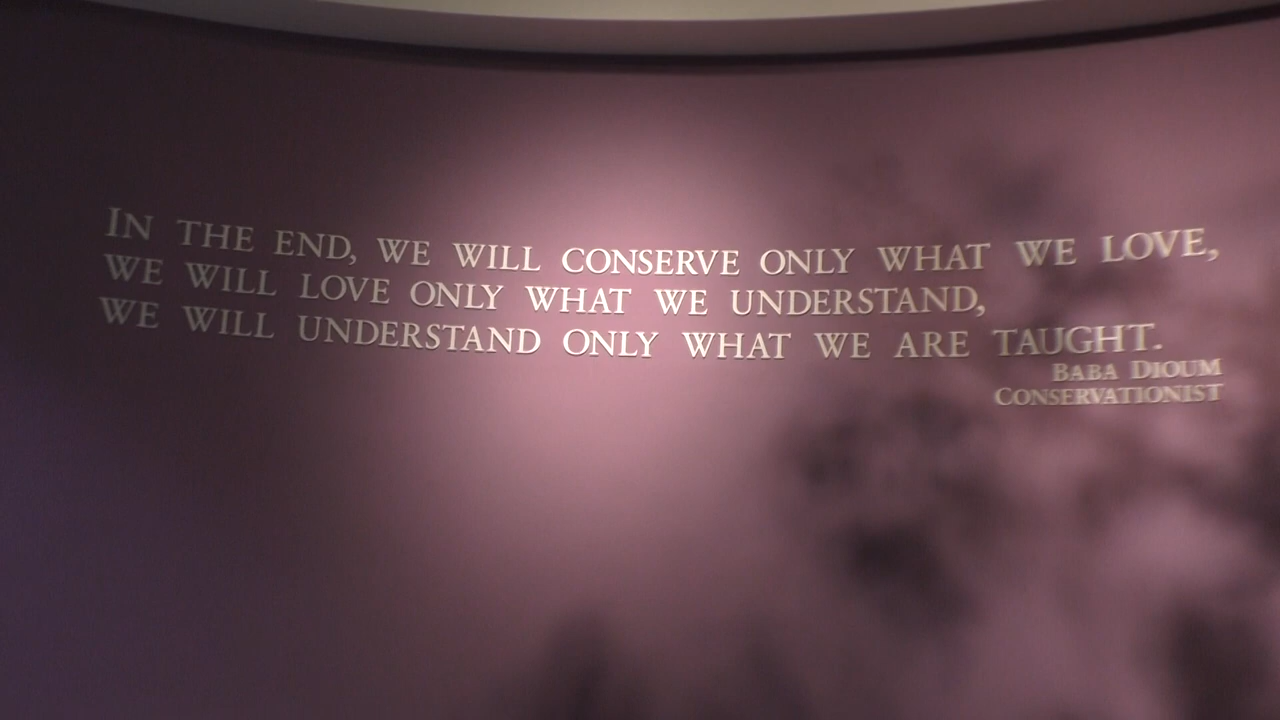 IN THE END, WE WILL CONSERVE ONLY WHAT WE LOVE,
WE WILL LOVE ONLY WHAT WE UNDERSTAND,
WE WILL UNDERSTAND ONLY WHAT WE ARE TAUGHT.
BABA DIOUM
CONSERVATIONIST